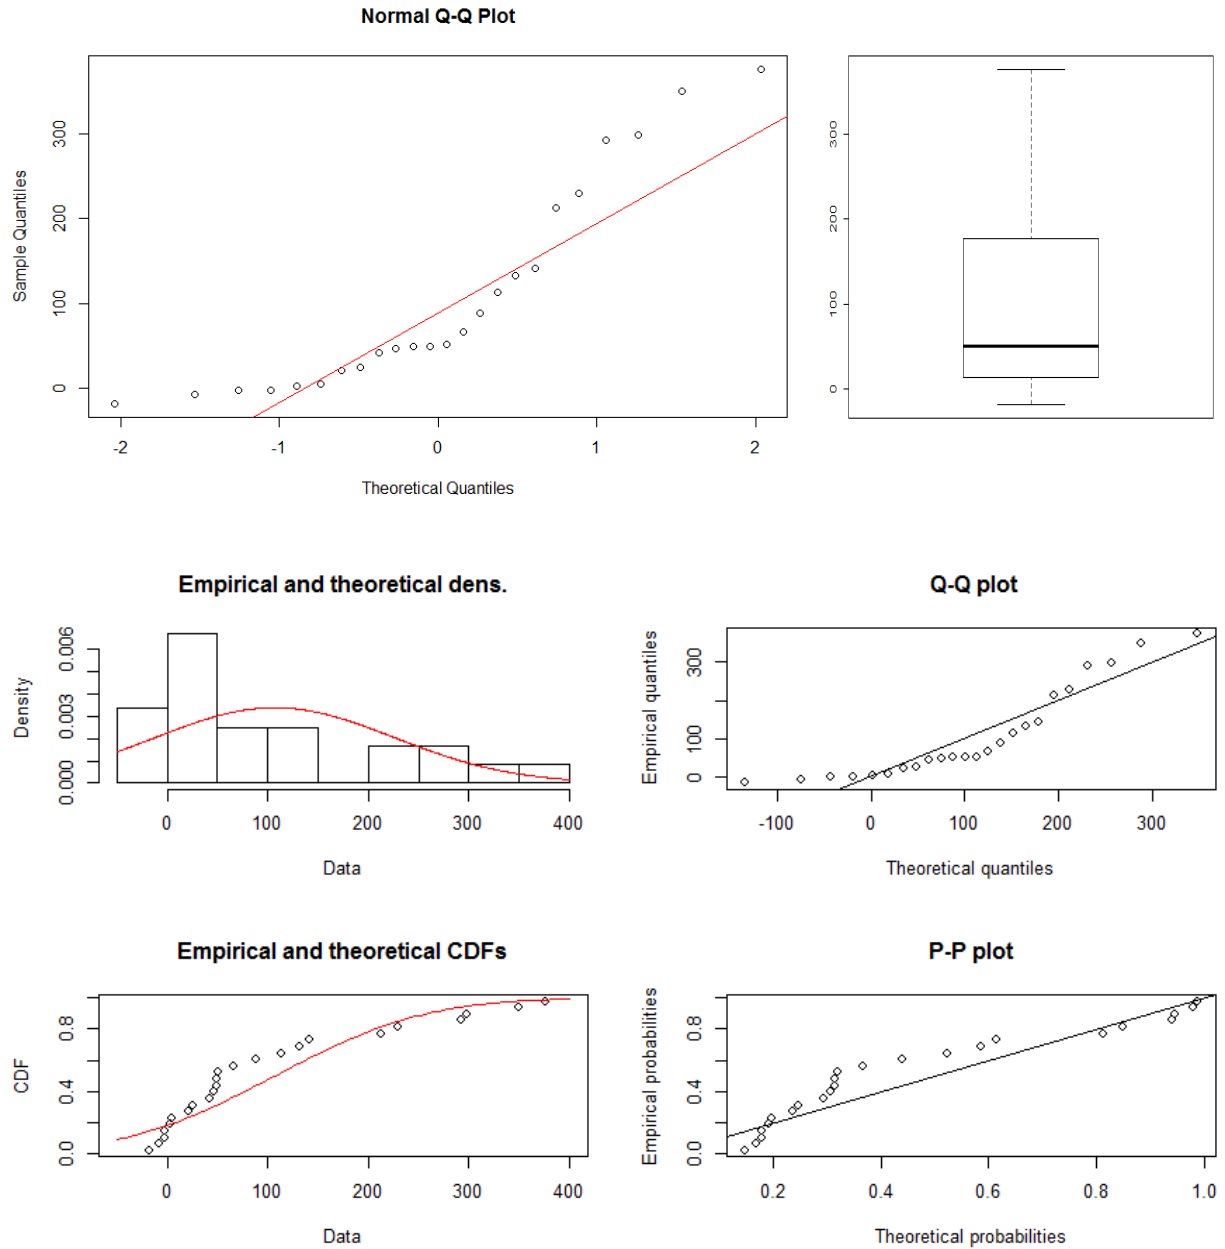 Normal Q-Q Plot
Sample Quantiles
0 100 200 300
-2 -1 0 1 2
Theoretical Quantiles
0 100 200 300
Empirical and theoretical dens.
Density
0.000 0.003 0.006
0 100 200 300 400
Data
Q-Q plot
Empirical quantiles
0 100 300
-100 0 100 200 300
Theoretical quantiles
Empirical and theoretical CDFs
CDF
0.0 0.4 0.8
0 100 200 300 400
Data
P-P plot
Empirical probabilities
0.0 0.4 0.8
0.2 0.4 0.6 0.8 1.0
Theoretical probabilities